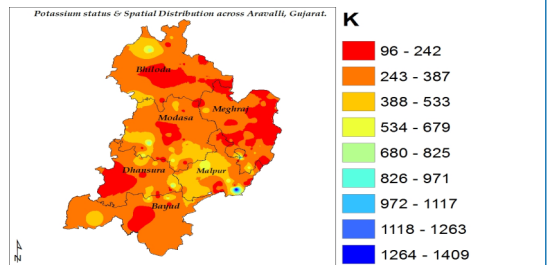 Potassium status & Spatial Distribution across Aravalli, Gujarat.
K
96 - 242
243 - 387
388 - 533
534 - 679
680 - 825
826 - 971
972 - 1117
1118 - 1263
1264 - 1409
Bhiloda
Meghraj
Modasa
Dhansura
Malpur
Bayad
N